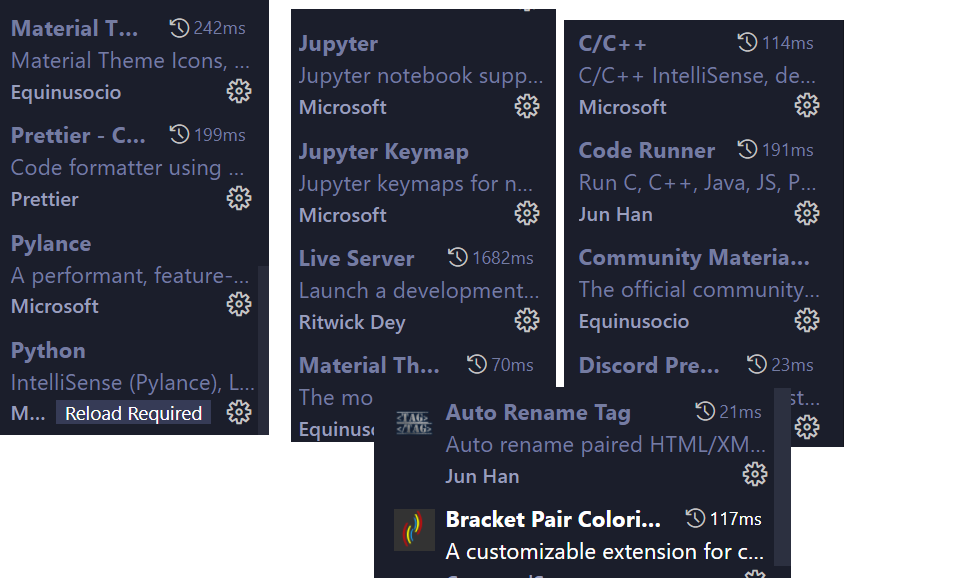 Material T... 242ms
Material Theme Icons, ...
Equinusocio
Prettier - C... 199ms
Code formatter using ...
Prettier
Pylance
A performant, feature-...
Microsoft
Python
IntelliSense (Pylance), L...
M... Reload Required
Jupyter
Jupyter notebook supp...
Microsoft
Jupyter Keymap
Jupyter keymaps for n...
Microsoft
Live Server 1682ms
Launch a development...
Ritwick Dey
Material Th... 70ms
The mo
Equinusc
C/C++ 114ms
C/C++ IntelliSense, de...
Microsoft
Code Runner 191ms
Run C, C++, Java, JS, P...
Jun Han
Community Materia...
The official community...
Equinusocio
Discord Pre... 23ms
st...
<TAG>
</TAG>
Auto Rename Tag 21ms
Auto rename paired HTML/XM...
Jun Han
Bracket Pair Colori... 117ms
A customizable extension for c...